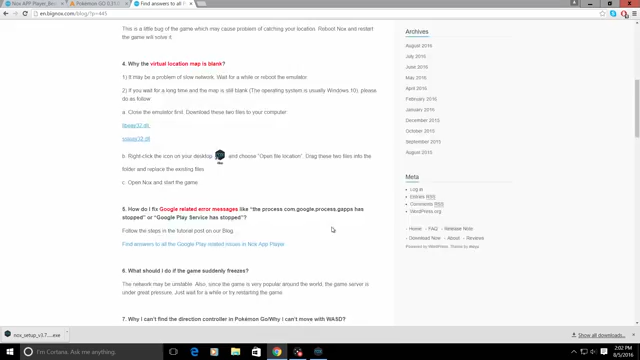 Nox APP Player_Bi
Pokémon GO 0.31.
Find answers to all
en.bignox.com/blog/?p=445
This is a little bug of the game which may cause problem of catching your location. Reboot Nox and restart
the game will solve it.
4. Why the virtual location map is blank?
1) It may be a problem of slow network. Wait for a while or reboot the emulator
2) If you wait for a long time and the map is still blank (The operating system is usually Windows 10), please
do as follow
a. Close the emulator first. Download these two files to your computer
b. Right-click the icon on your desktop
Nox
and choose "Open file location". Drag these two files into the
folder and replace the existing files
c. Open Nox and start the game
5. How do I fix Google related error messages like "the process com.google.process.gapps has
stopped" or "Google Play Service has stopped"?
Follow the steps in the tutorial post on our Blog.
Find answers to all the Google Play related issues in Nox App Player
6. What should I do if the game suddenly freezes?
The network may be unstable. Also, since the game is very popular around the world, the game server is
under great pressure. Just wait for a while or try restarting the game.
7. Why I can't find the direction controller in Pokémon Go/Why I can't move with WASD?
Archives
August 2016
July 2016
June 2016
May 2016
April 2016
February 2016
January 2016
December 2015
October 2015
September 2015
August 2015
Meta
Log in
Entries RSS
Comments RSS
WordPress.org
Home
FAQ
Release Note
Download Now
About
Reviews
Powered by WordPress. Theme by
nox_setup_v3.7....exe
Show all downloads...
I'm Cortana. Ask me anything.
2:02 PM
8/5/2016